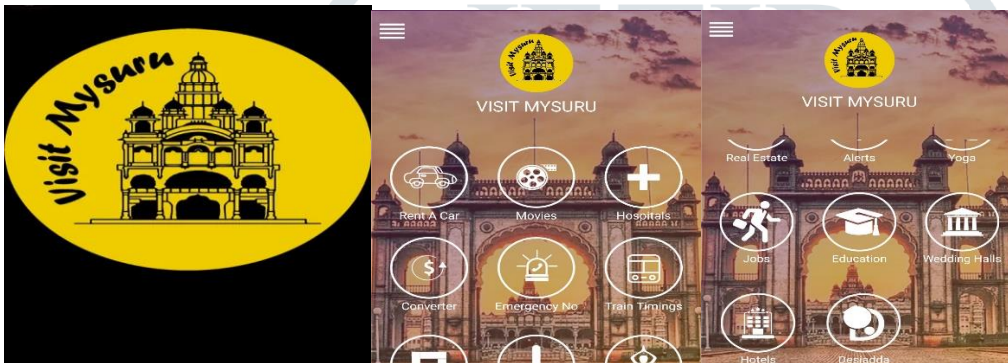 Visit Mysuru
Visit Mysuru
VISIT MYSURU
Rent A Car
Movies
Hospitals
Converter
Emergency No
Train Timings
Visit Mysuru
VISIT MYSURU
Real Estate
Alerts
Yoga
Jobs
Education
Wedding Halls
Hotels
Desiadda